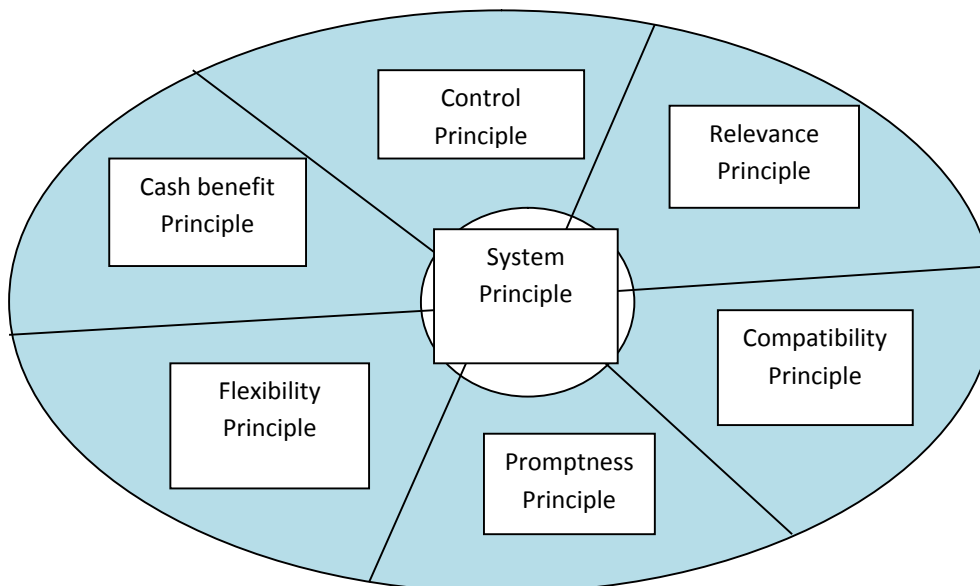 Control
Principle
Relevance
Principle
Cash benefit
Principle
System
Principle
Compatibility
Principle
Flexibility
Principle
Promptness
Principle